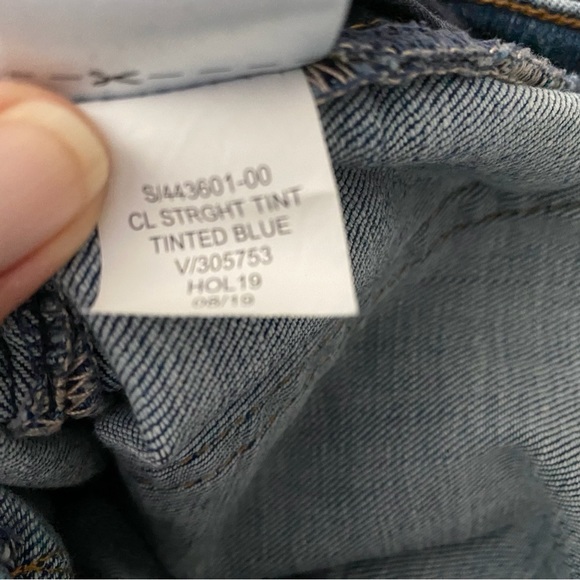 S/443601-00
CL STRGHT TINT
TINTED BLUE
V/305753
HOL19
08/19